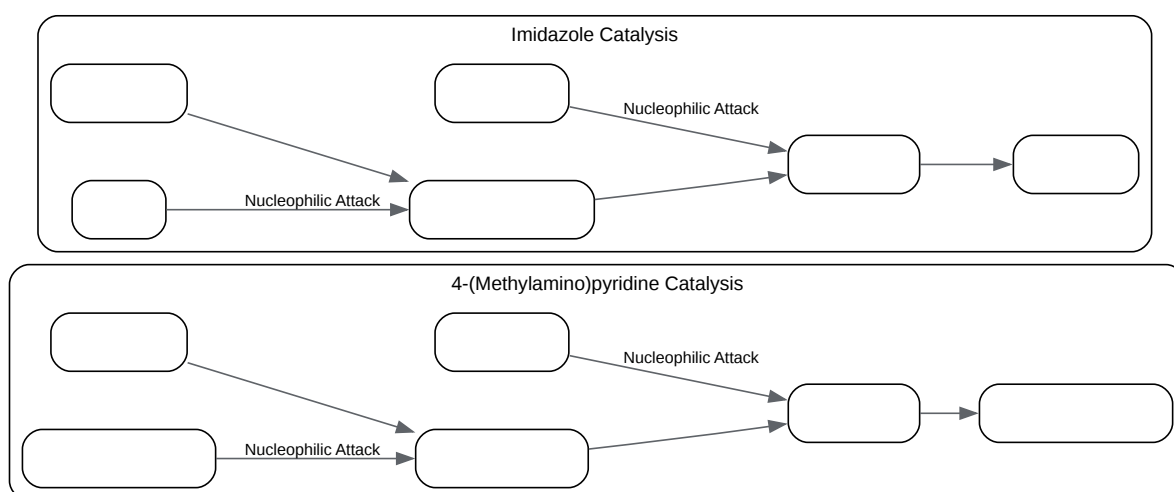 Imidazole Catalysis
Nucleophilic Attack
Nucleophilic Attack
4-(Methylamino)pyridine Catalysis
Nucleophilic Attack
Nucleophilic Attack